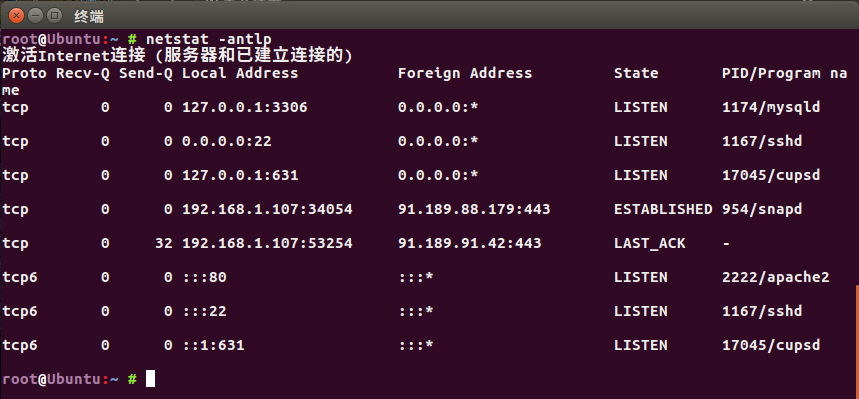 终端
root@Ubuntu:~ # netstat -antlp
激活Internet连接 (服务器和已建立连接的)
Proto Recv-Q Send-Q Local Address           Foreign Address         State       PID/Program na
me
tcp        0      0 127.0.0.1:3306          0.0.0.0:*               LISTEN      1174/mysqld
tcp        0      0 0.0.0.0:22              0.0.0.0:*               LISTEN      1167/sshd
tcp        0      0 127.0.0.1:631           0.0.0.0:*               LISTEN      17045/cupsd
tcp        0      0 192.168.1.107:34054     91.189.88.179:443       ESTABLISHED 954/snapd
tcp        0     32 192.168.1.107:53254     91.189.91.42:443        LAST_ACK    -
tcp6       0      0 :::80                   :::*                    LISTEN      2222/apache2
tcp6       0      0 :::22                   :::*                    LISTEN      1167/sshd
tcp6       0      0 ::1:631                 :::*                    LISTEN      17045/cupsd
root@Ubuntu:~ #